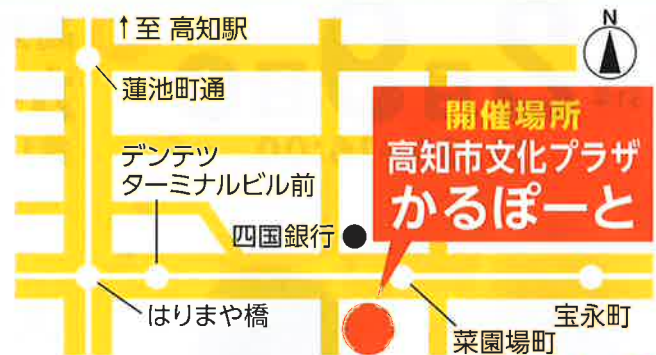 ↑至 高知駅
N
蓮池町通
開催場所
高知市文化プラザ
かるぽーと
デンテツ
ターミナルビル前
四国銀行
はりまや橋
宝永町
菜園場町